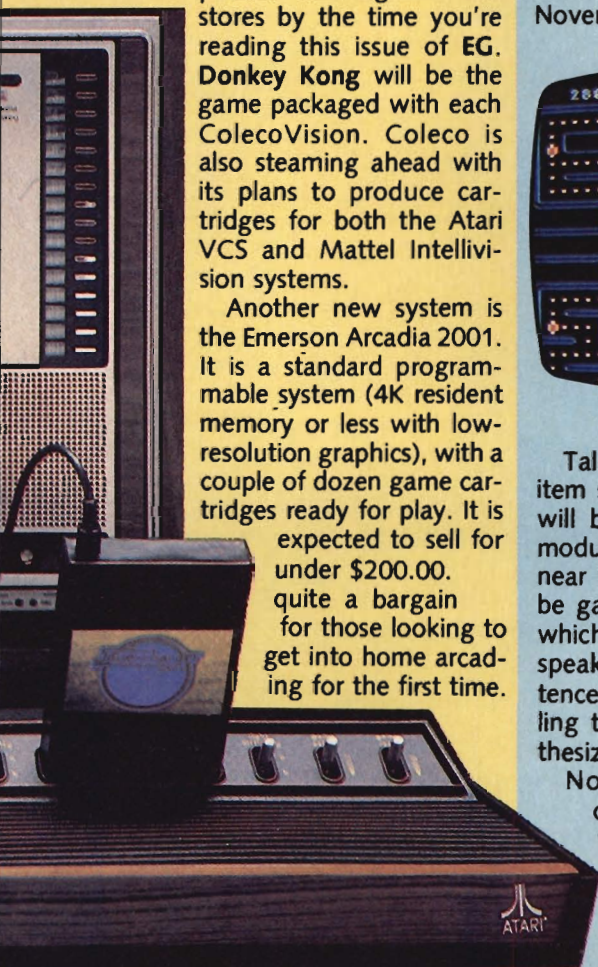 stores by the time you're
reading this issue of EG.
Donkey Kong will be the
game packaged with each
ColecoVision. Coleco is
also steaming ahead with
its plans to produce car-
tridges for both the Atari
VCS and Mattel Intellivi-
sion systems.
Another new system is
the Emerson Arcadia 2001.
It is a standard program-
mable system (4K resident
memory or less with low-
resolution graphics), with a
couple of dozen game car-
tridges ready for play. It is
expected to sell for
under $200.00.
quite a bargain
for those looking to
get into home arcad-
ing for the first time.
Nover
28
Tal
item
will b
modu
near
be ga
which
speak
tence
ling t
thesiz
No
ATARI